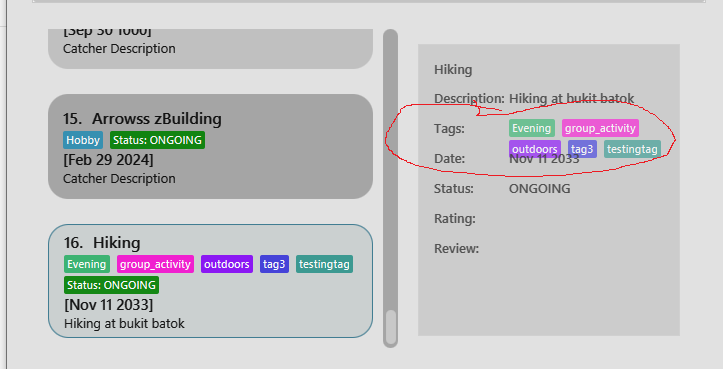 [Sep 30 1000]
Catcher Description
15. Arrowss zBuilding
Hobby Status: ONGOING
[Feb 29 2024]
Catcher Description
16. Hiking
Evening group_activity outdoors tag3 testingtag
Status: ONGOING
[Nov 11 2033]
Hiking at bukit batok
Hiking
Description: Hiking at bukit batok
Tags: Evening group_activity
outdoors tag3 testingtag
Date: Nov 11 2033
Status: ONGOING
Rating:
Review: